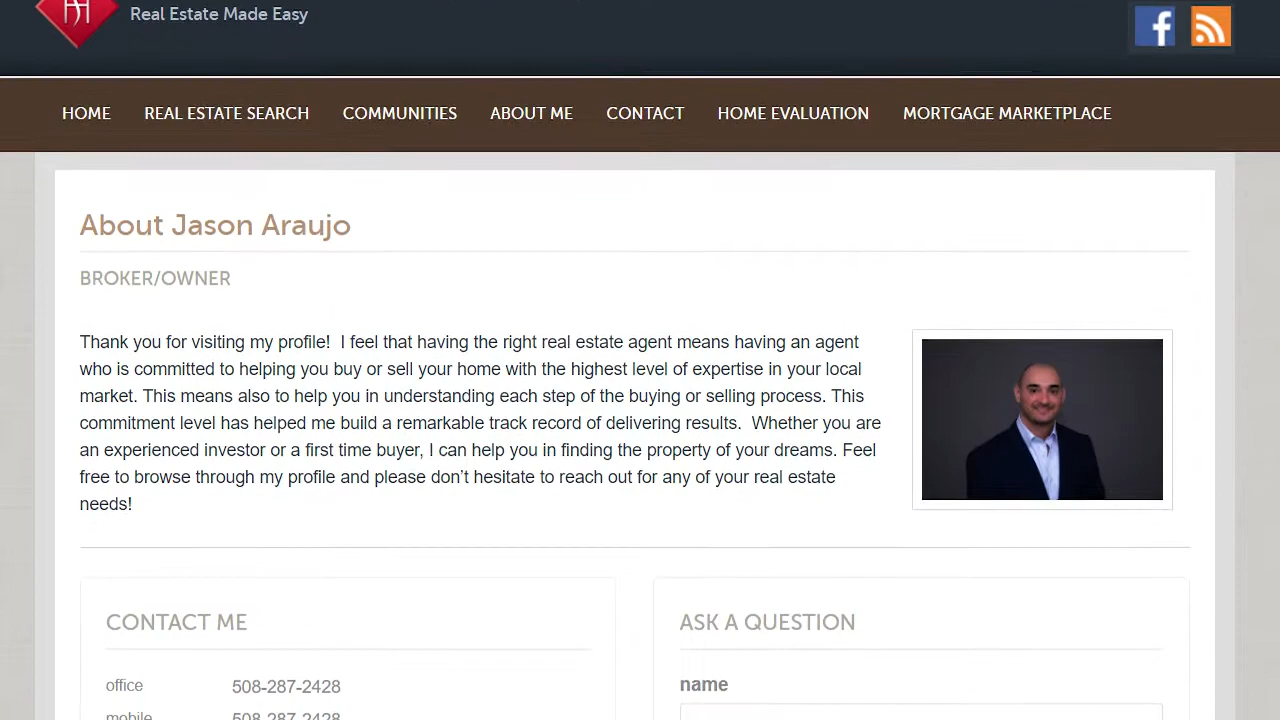 Real Estate Made Easy
HOME REAL ESTATE SEARCH COMMUNITIES ABOUT ME CONTACT HOME EVALUATION MORTGAGE MARKETPLACE
About Jason Araujo
BROKER/OWNER
Thank you for visiting my profile!  I feel that having the right real estate agent means having an agent
who is committed to helping you buy or sell your home with the highest level of expertise in your local
market. This means also to help you in understanding each step of the buying or selling process. This
commitment level has helped me build a remarkable track record of delivering results.  Whether you are
an experienced investor or a first time buyer, I can help you in finding the property of your dreams. Feel
free to browse through my profile and please don’t hesitate to reach out for any of your real estate
needs!
CONTACT ME
office 508-287-2428
mobile 508-287-2428
ASK A QUESTION
name